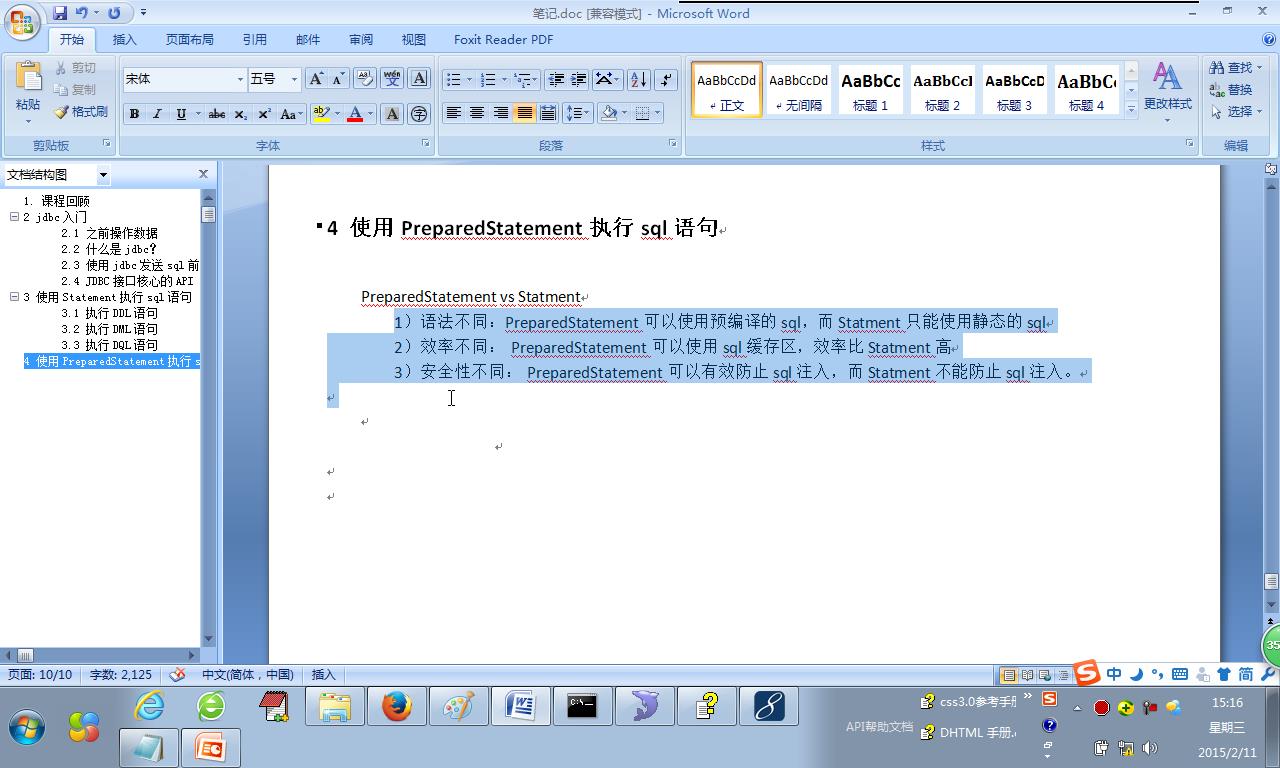 笔记.doc [兼容模式] - Microsoft Word
开始 插入 页面布局 引用 邮件 审阅 视图 Foxit Reader PDF
粘贴 剪切 复制 格式刷
宋体 五号
AaBbCcDd AaBbCcDd AaBbCc AaBbCcI AaBbCcD AaBbCc
正文 无间隔 标题 1 标题 2 标题 3 标题 4
更改样式
查找 替换 选择
剪贴板 字体 段落 样式 编辑
文档结构图
1. 课程回顾
2 jdbc入门
2.1 之前操作数据
2.2 什么是jdbc?
2.3 使用jdbc发送sql前
2.4 JDBC接口核心的API
3 使用Statement执行sql语句
3.1 执行DDL语句
3.2 执行DML语句
3.3 执行DQL语句
4 使用PreparedStatement执行s
4 使用 PreparedStatement 执行 sql 语句
PreparedStatement vs Statment
1）语法不同：PreparedStatement 可以使用预编译的 sql，而 Statment 只能使用静态的 sql
2）效率不同： PreparedStatement 可以使用 sql 缓存区，效率比 Statment 高
3）安全性不同： PreparedStatement 可以有效防止 sql 注入，而 Statment 不能防止 sql 注入。
页面: 10/10 字数: 2,125 中文(简体，中国) 插入
中 简
35
API帮助文档
css3.0参考手册
DHTML 手册.c
15:16
星期三
2015/2/11